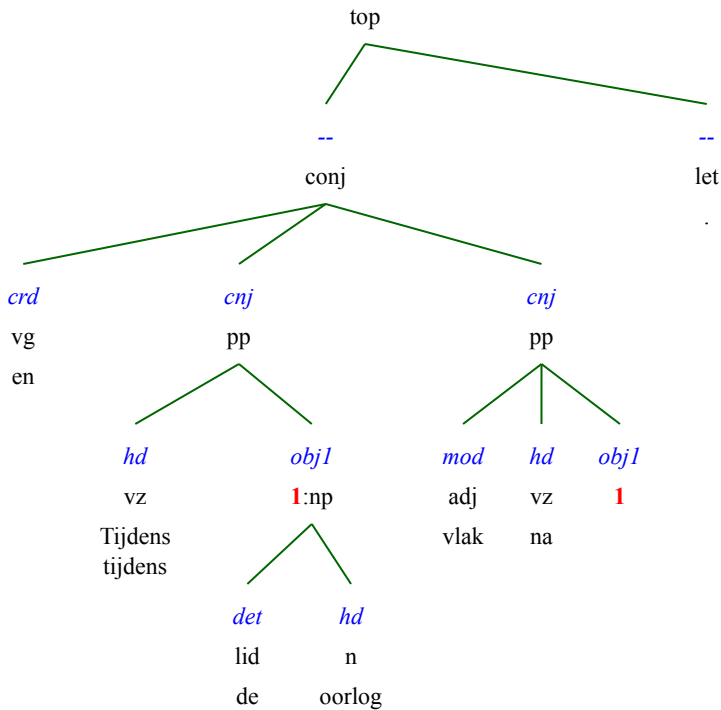 top
-- --
conj let
.
crd cnj cnj
vg pp pp
en
hd obj1 mod hd obj1
vz 1:np adj vz 1
Tijdens vlak na
tijdens
det hd
lid n
de oorlog